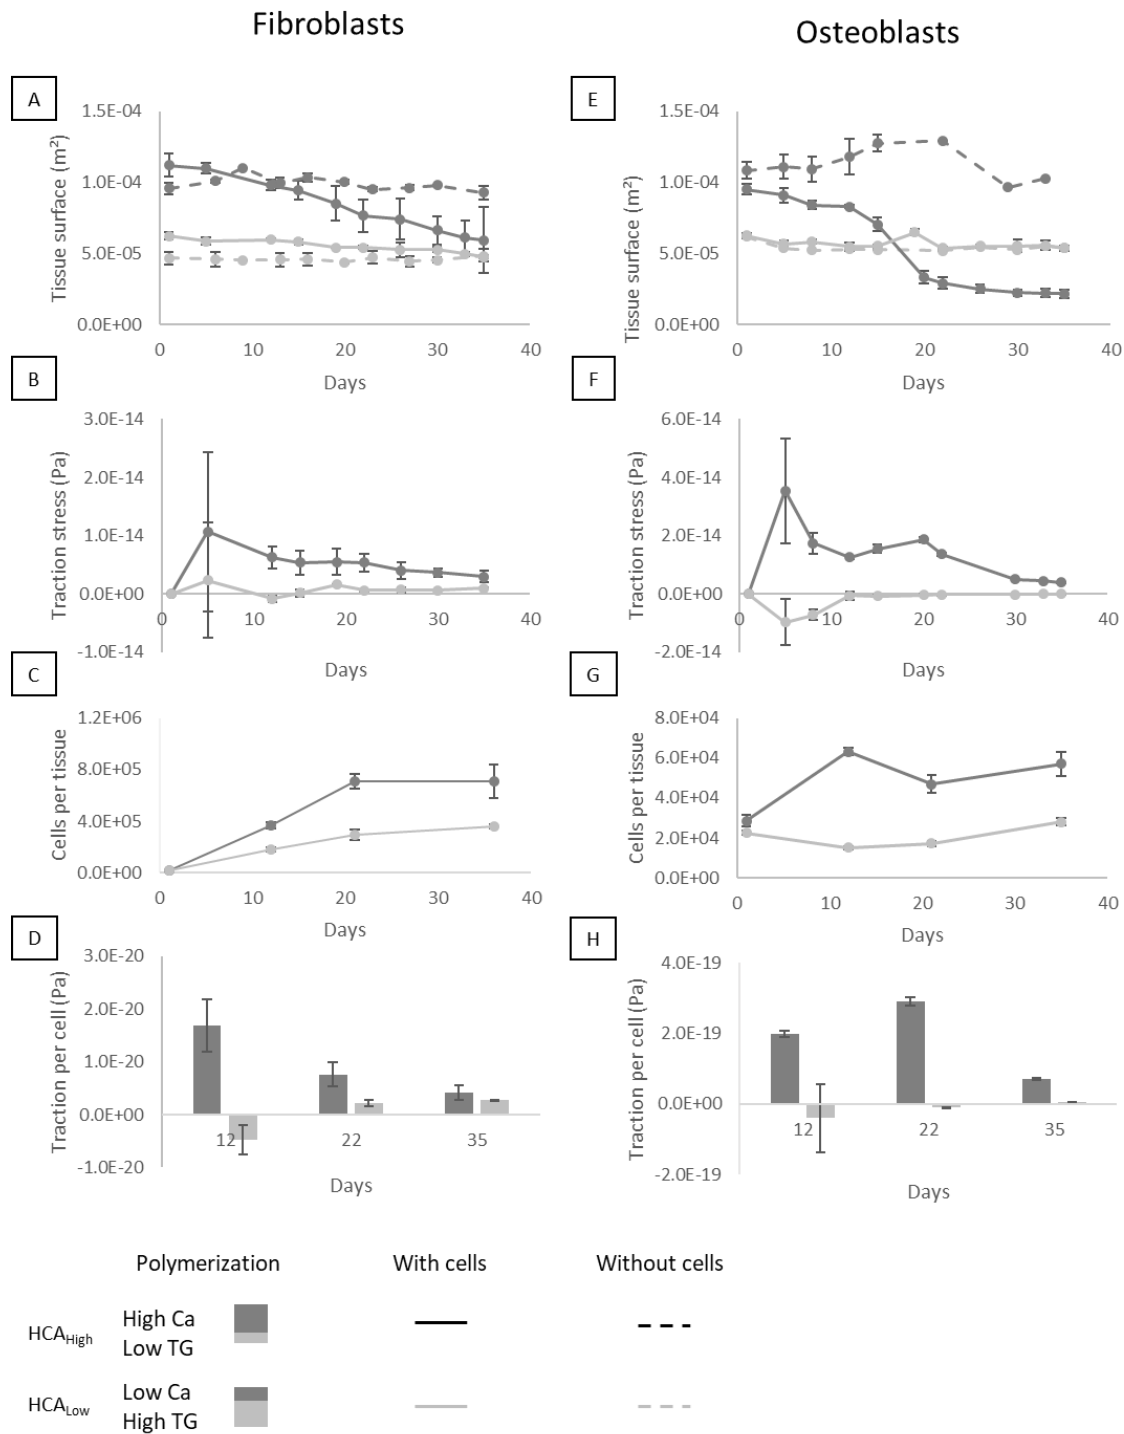 Fibroblasts
Osteoblasts
A
1.5E-04
1.0E-04
5.0E-05
0.0E+00
Tissue surface (m²)
0 10 20 30 40
Days
E
1.5E-04
1.0E-04
5.0E-05
0.0E+00
Tissue surface (m²)
0 10 20 30 40
Days
B
3.0E-14
2.0E-14
1.0E-14
0.0E+00
-1.0E-14
Traction stress (Pa)
0 10 20 30 40
Days
F
6.0E-14
4.0E-14
2.0E-14
0.0E+00
-2.0E-14
Traction stress (Pa)
0 10 20 30 40
Days
C
1.2E+06
8.0E+05
4.0E+05
0.0E+00
Cells per tissue
0 10 20 30 40
Days
G
8.0E+04
6.0E+04
4.0E+04
2.0E+04
0.0E+00
Cells per tissue
0 10 20 30 40
Days
D
3.0E-20
2.0E-20
1.0E-20
0.0E+00
-1.0E-20
Traction per cell (Pa)
12 22 35
Days
H
4.0E-19
2.0E-19
0.0E+00
-2.0E-19
Traction per cell (Pa)
12 22 35
Days
Polymerization With cells Without cells
HCAHigh
High Ca
Low TG
HCALow
Low Ca
High TG